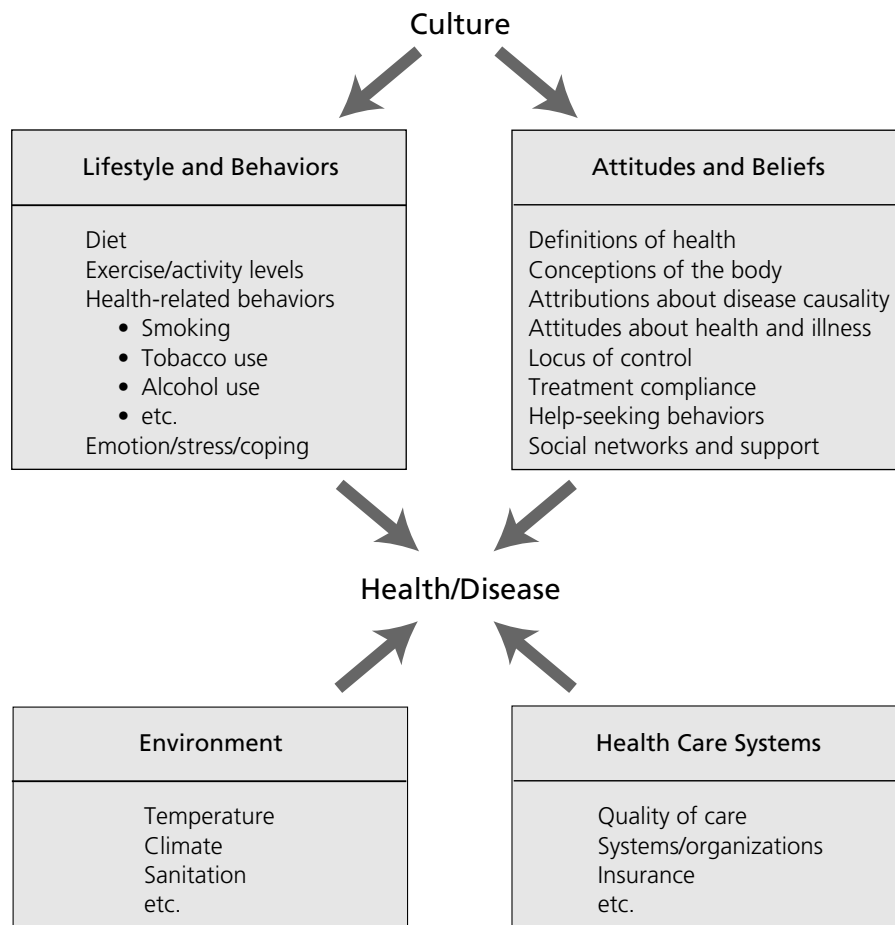 Culture
Lifestyle and Behaviors
Diet
Exercise/activity levels
Health-related behaviors
• Smoking
• Tobacco use
• Alcohol use
• etc.
Emotion/stress/coping
Attitudes and Beliefs
Definitions of health
Conceptions of the body
Attributions about disease causality
Attitudes about health and illness
Locus of control
Treatment compliance
Help-seeking behaviors
Social networks and support
Health/Disease
Environment
Temperature
Climate
Sanitation
etc.
Health Care Systems
Quality of care
Systems/organizations
Insurance
etc.